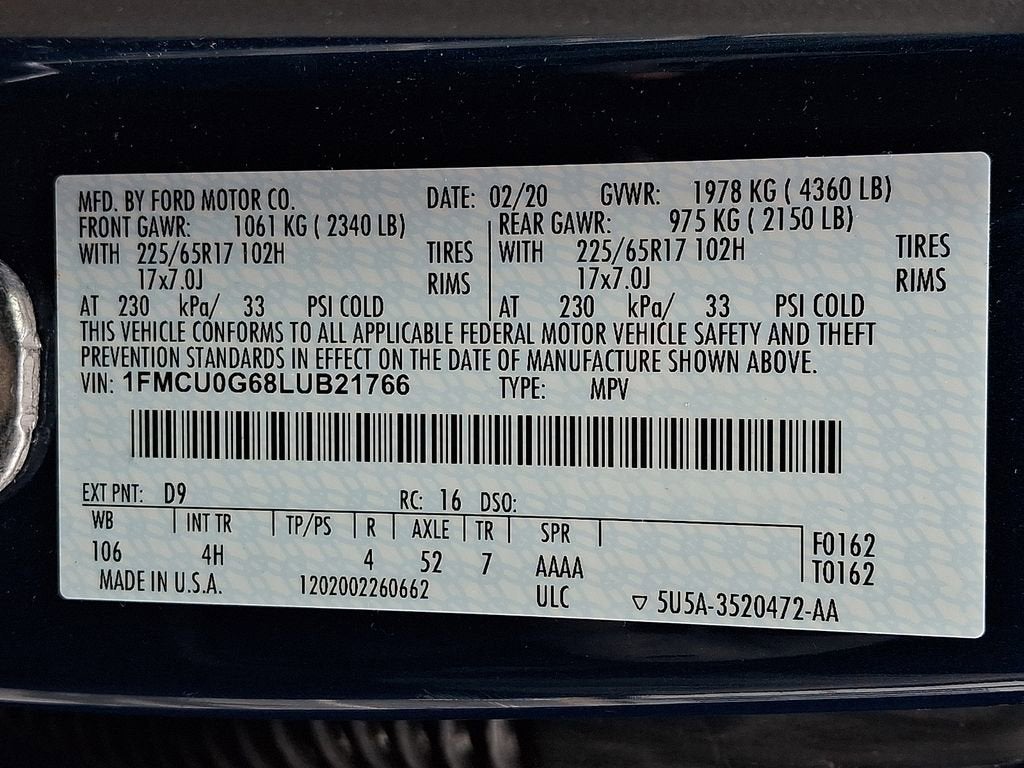 MFD. BY FORD MOTOR CO. DATE: 02/20 GVWR: 1978 KG ( 4360 LB)
FRONT GAWR: 1061 KG ( 2340 LB) REAR GAWR: 975 KG ( 2150 LB)
WITH 225/65R17 102H TIRES WITH 225/65R17 102H TIRES
17x7.0J RIMS 17x7.0J RIMS
AT 230 kPa/ 33 PSI COLD AT 230 kPa/ 33 PSI COLD
THIS VEHICLE CONFORMS TO ALL APPLICABLE FEDERAL MOTOR VEHICLE SAFETY AND THEFT
PREVENTION STANDARDS IN EFFECT ON THE DATE OF MANUFACTURE SHOWN ABOVE.
VIN: 1FMCU0G68LUB21766 TYPE: MPV
EXT PNT: D9 RC: 16 DSO:
WB INT TR TP/PS R AXLE TR SPR F0162
106 4H 4 52 7 AAAA T0162
MADE IN U.S.A. 1202002260662 ULC ▽ 5U5A-3520472-AA